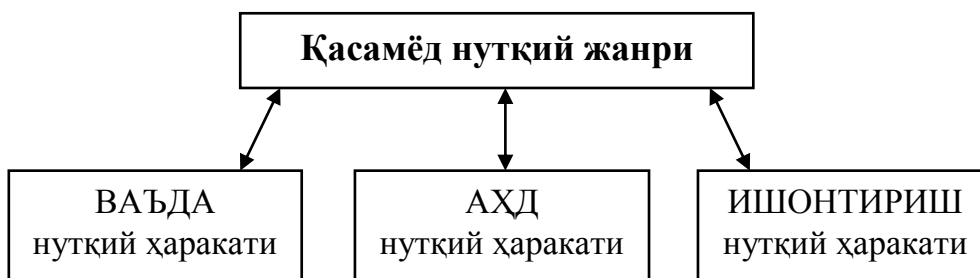 Қасамёд нутқий жанри
ВАЪДА
нутқий ҳаракати
АҲД
нутқий ҳаракати
ИШОНТИРИШ
нутқий ҳаракати